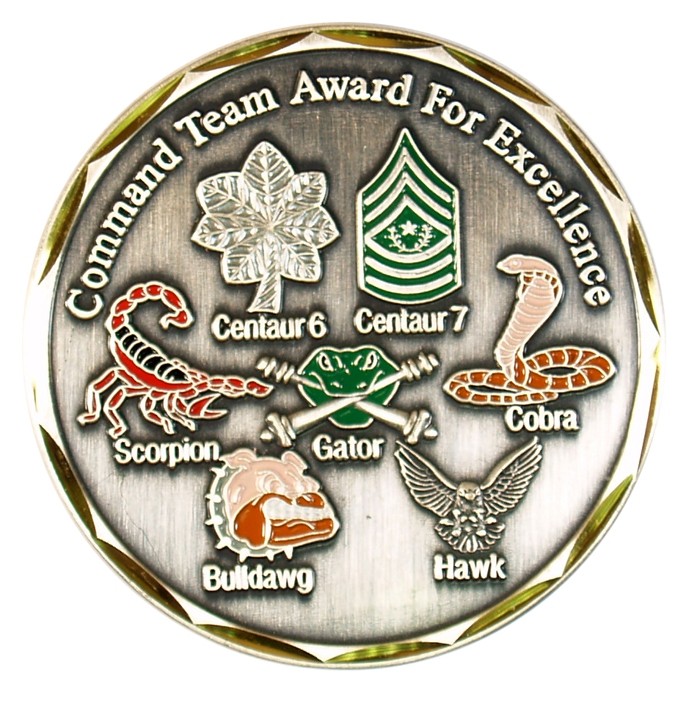 Command Team Award For Excellence
Centaur 6
Centaur 7
Scorpion
Gator
Cobra
Bulldawg
Hawk